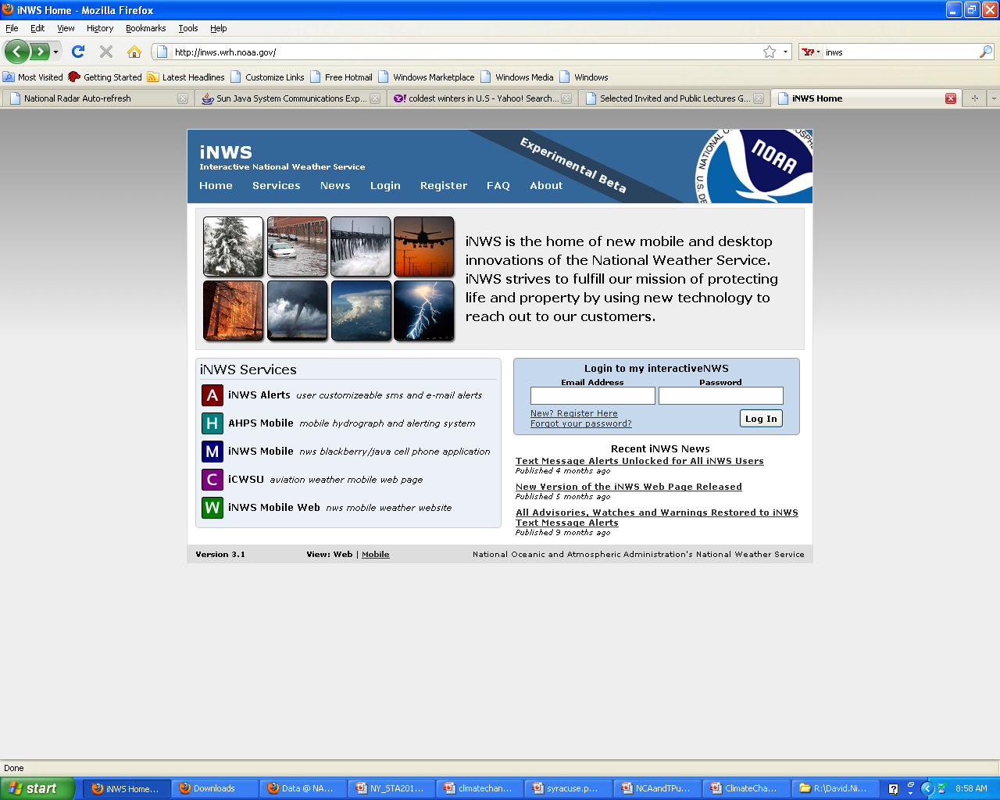 iNWS Home - Mozilla Firefox
File Edit View History Bookmarks Tools Help
http://inws.wrh.noaa.gov/
inws
Most Visited Getting Started Latest Headlines Customize Links Free Hotmail Windows Marketplace Windows Media Windows
National Radar Auto-refresh
Sun Java System Communications Exp...
coldest winters in U.S - Yahoo! Search...
Selected Invited and Public Lectures G...
iNWS Home
iNWS
Interactive National Weather Service
Experimental Beta
NOAA
Home Services News Login Register FAQ About
iNWS is the home of new mobile and desktop
innovations of the National Weather Service.
iNWS strives to fulfill our mission of protecting
life and property by using new technology to
reach out to our customers.
iNWS Services
A iNWS Alerts user customizeable sms and e-mail alerts
H AHPS Mobile mobile hydrograph and alerting system
M iNWS Mobile nws blackberry/java cell phone application
C iCWSU aviation weather mobile web page
W iNWS Mobile Web nws mobile weather website
Login to my interactiveNWS
Email Address Password
New? Register Here
Forgot your password?
Log In
Recent iNWS News
Text Message Alerts Unlocked for All iNWS Users
Published 4 months ago
New Version of the iNWS Web Page Released
Published 5 months ago
All Advisories, Watches and Warnings Restored to iNWS
Text Message Alerts
Published 9 months ago
Version 3.1 View: Web | Mobile National Oceanic and Atmospheric Administration's National Weather Service
Done
start iNWS Home... Downloads Data @ NA... NY_STA201... climatechan... syracuse.p... NCAandTPu... ClimateCha... R:\David.Ni... 8:58 AM